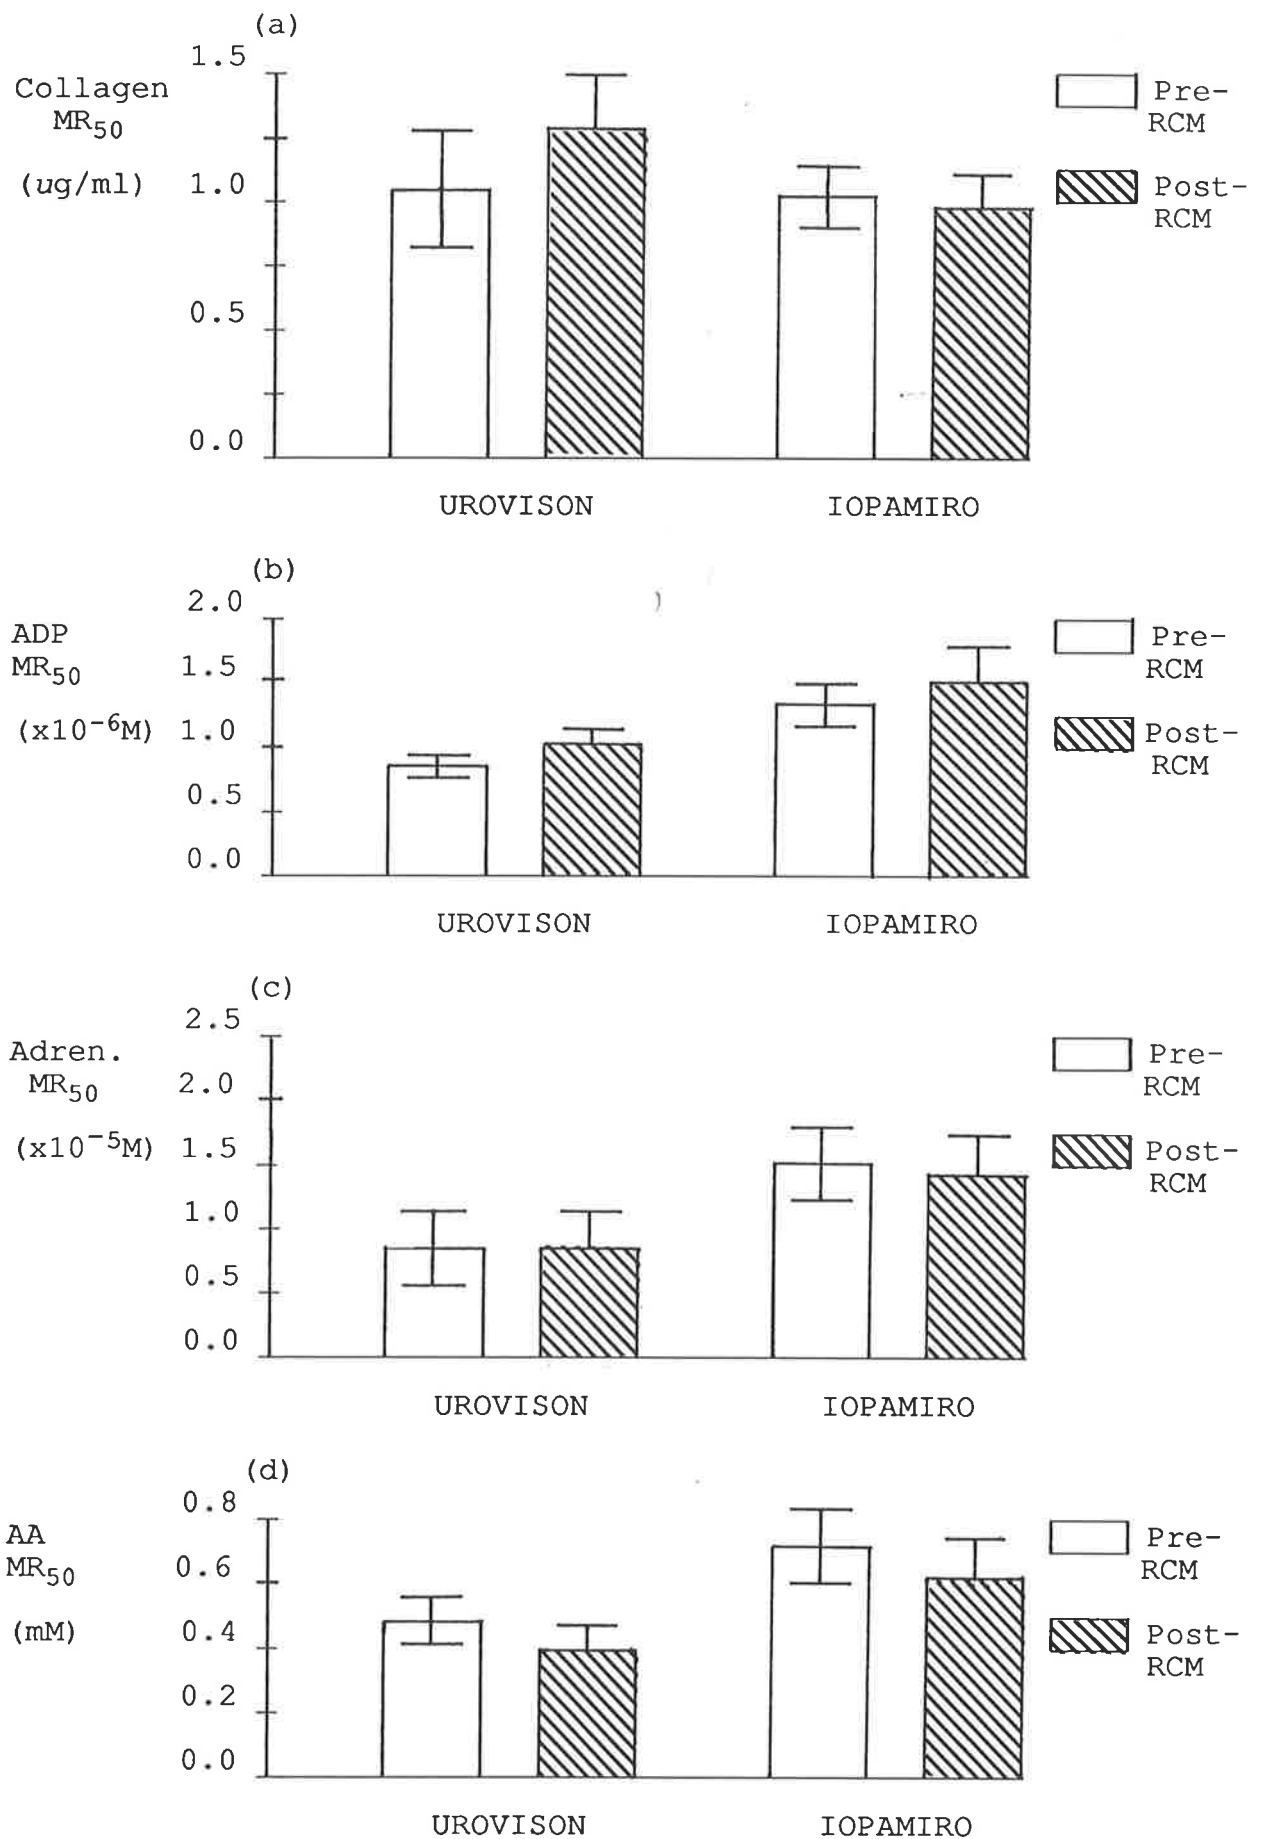 (a)
1.5
Collagen
MR50
(ug/ml)
1.0
0.5
0.0
Pre-
RCM
Post-
RCM
UROVISON
IOPAMIRO
(b)
2.0
ADP
MR50
1.5
(x10-6M)
1.0
0.5
0.0
Pre-
RCM
Post-
RCM
UROVISON
IOPAMIRO
(c)
2.5
Adren.
MR50
2.0
(x10-5M)
1.5
1.0
0.5
0.0
Pre-
RCM
Post-
RCM
UROVISON
IOPAMIRO
(d)
0.8
AA
MR50
0.6
(mM)
0.4
0.2
0.0
Pre-
RCM
Post-
RCM
UROVISON
IOPAMIRO